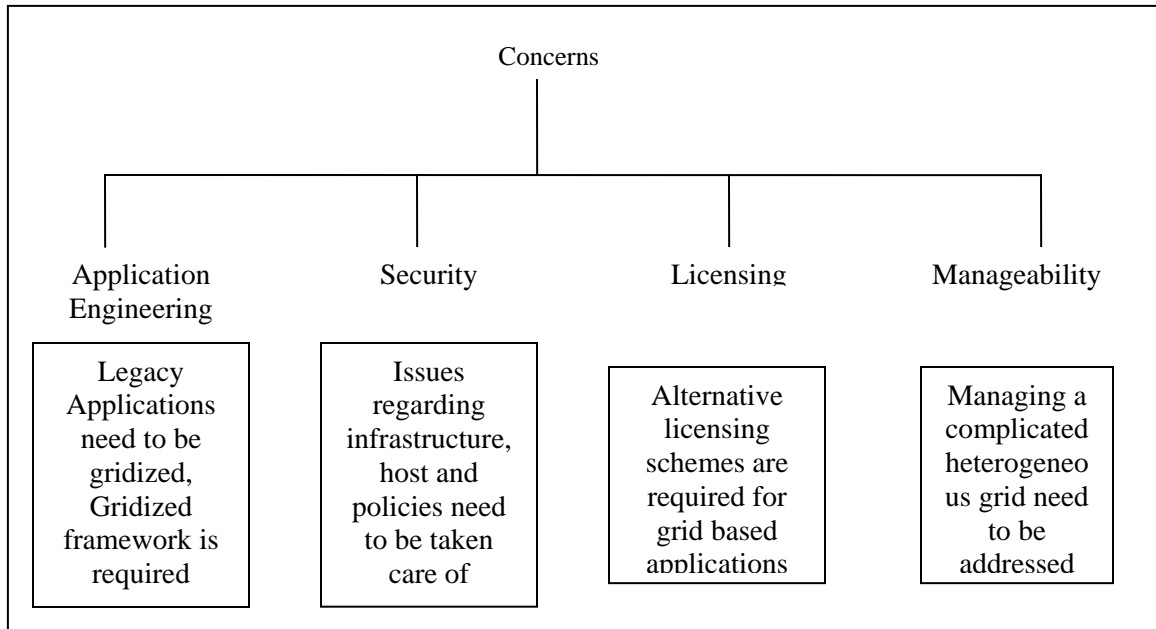 Concerns
Application
Engineering
Security
Licensing
Manageability
Legacy
Applications
need to be
gridized,
Gridized
framework is
required
Issues
regarding
infrastructure,
host and
policies need
to be taken
care of
Alternative
licensing
schemes are
required for
grid based
applications
Managing a
complicated
heterogeneo
us grid need
to be
addressed